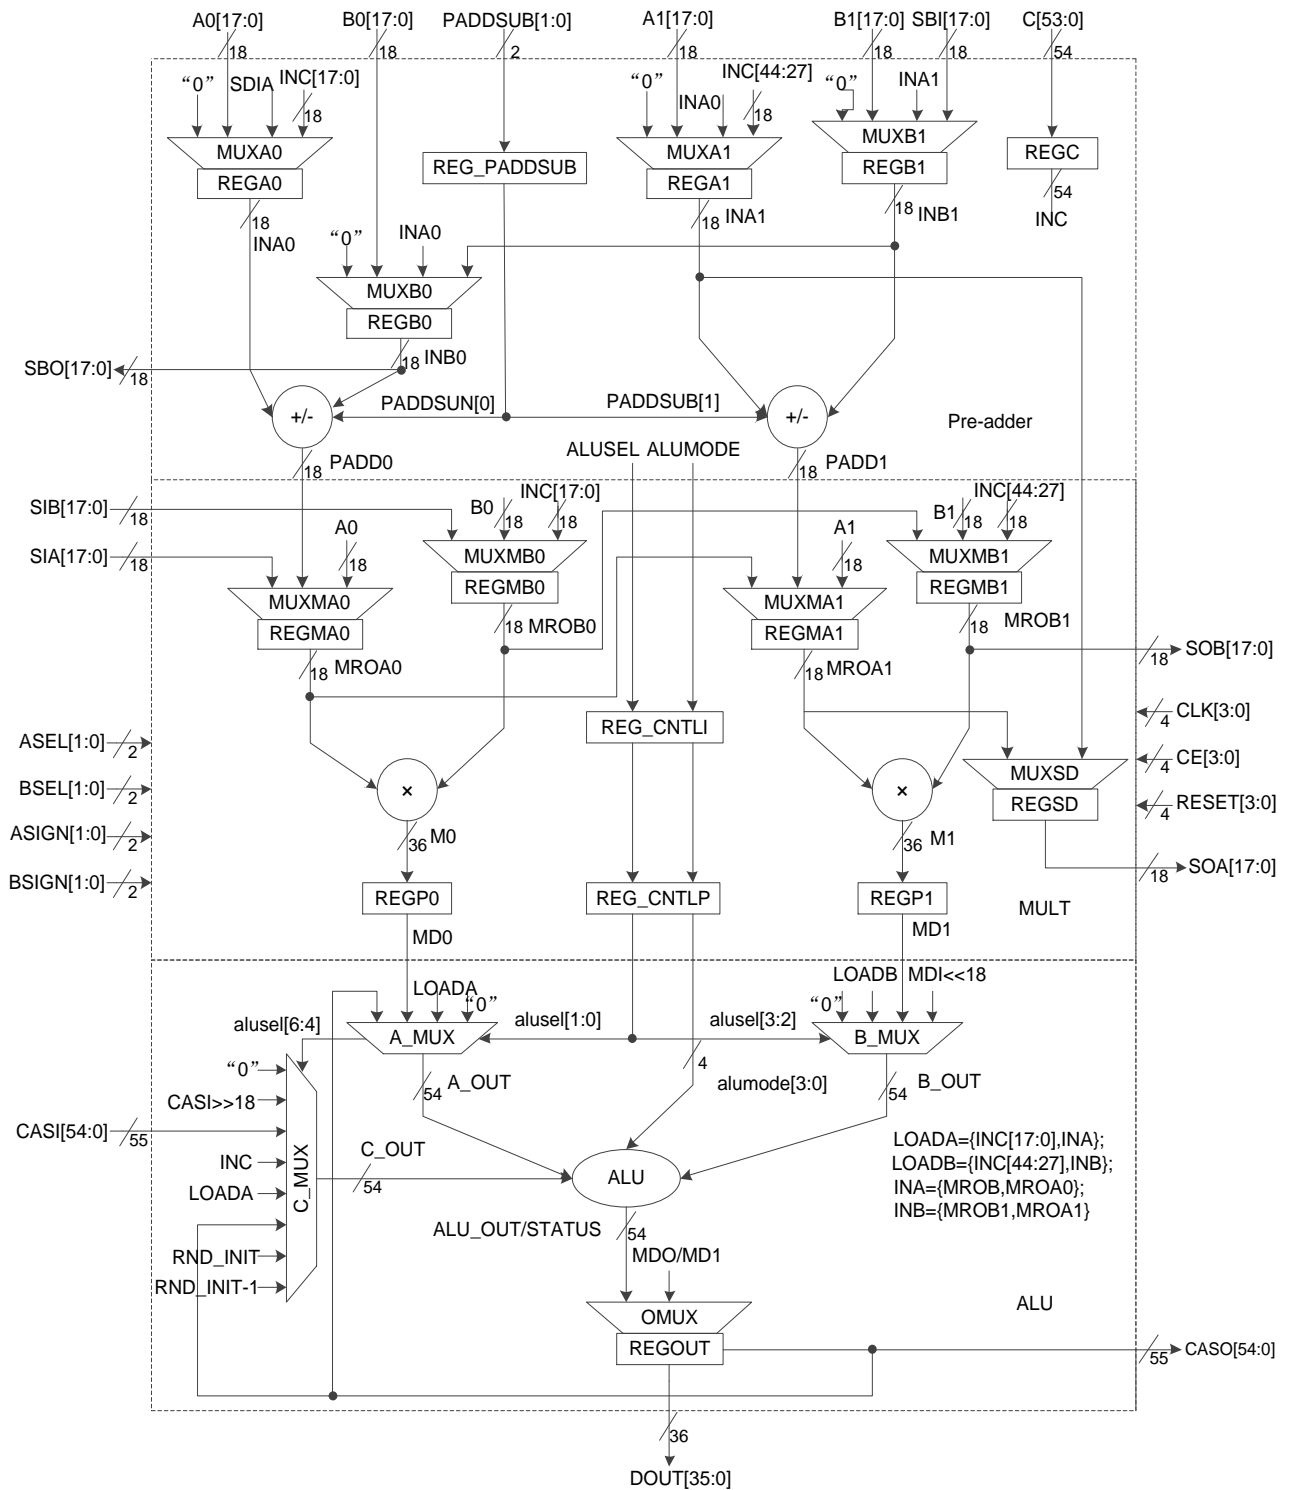 A0[17:0] B0[17:0] PADDSUB[1:0] A1[17:0] B1[17:0] SBI[17:0] C[53:0]
18 18 2 18 18 18 54
“0” SDIA INC[17:0] “0” INA0 INC[44:27] “0” INA1
18 18
MUXA0 MUXA1 MUXB1
REGA0 REG_PADDSUB REGA1 REGB1 REGC
18 18 INA1 18 INB1 54
INA0 INC
“0” INA0
MUXB0
REGB0
18 INB0
SBO[17:0] 18
+/- PADDSUN[0] PADDSUB[1] +/-
Pre-adder
18 PADD0 ALUSEL ALUMODE 18 PADD1
SIB[17:0] 18 B0 18 INC[17:0] 18 B1 18 INC[44:27] 18
SIA[17:0] 18 A0 18 MUXMB0 A1 18 MUXMB1
REGMB0 REGMB1
MUXMA0 MUXMA1
REGMA0 18 MROB0 REGMA1 18 MROB1
18 MROA0 18 MROA1 18 SOB[17:0]
ASEL[1:0] 2 REG_CNTLI 4 CLK[3:0]
BSEL[1:0] 2 × × MUXSD 4 CE[3:0]
REGSD 4 RESET[3:0]
ASIGN[1:0] 2 36 M0 36 M1
BSIGN[1:0] 2 18 SOA[17:0]
REGP0 REG_CNTLP REGP1 MULT
MD0 MD1
LOADA “0” “0” LOADB MDI<<18
alusel[6:4] A_MUX alusel[1:0] alusel[3:2] B_MUX
“0” 54 A_OUT 4 alumode[3:0] 54 B_OUT
CASI>>18
CASI[54:0] 55
INC
LOADA
RND_INIT
RND_INIT-1
C_MUX
C_OUT
54
ALU
LOADA={INC[17:0],INA};
LOADB={INC[44:27],INB};
INA={MROB,MROA0};
INB={MROB1,MROA1}
ALU_OUT/STATUS 54
MDO/MD1
OMUX
REGOUT
ALU
55 CASO[54:0]
36
DOUT[35:0]